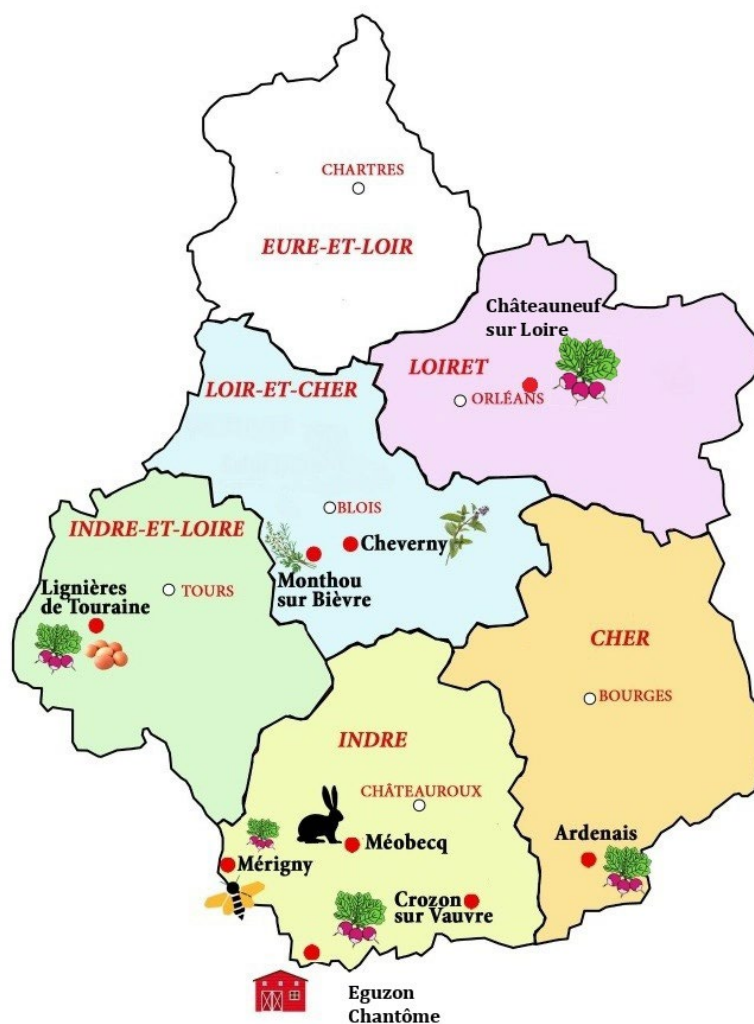 CHARTRES
EURE-ET-LOIR
Châteauneuf
sur Loire
LOIRET
ORLÉANS
LOIR-ET-CHER
BLOIS
Cheverny
Monthou
sur Bièvre
INDRE-ET-LOIRE
TOURS
Lignières
de Touraine
CHER
BOURGES
INDRE
CHÂTEAUROUX
Méobecq
Mérigny
Ardenais
Crozon
sur Vauvre
Eguzon
Chantôme